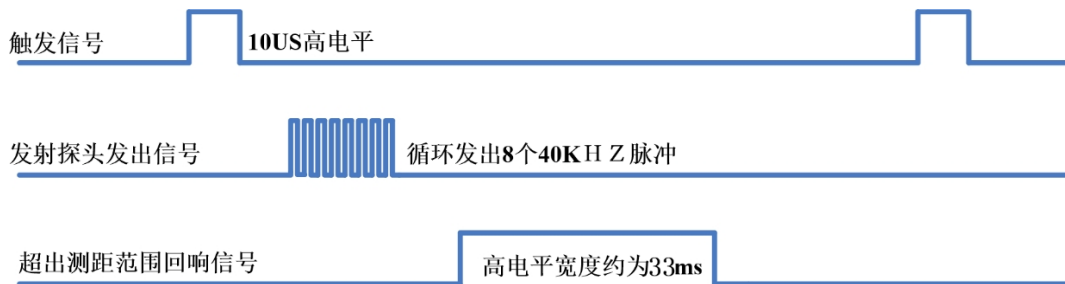 触发信号
10US高电平
发射探头发出信号
循环发出8个40KＨＺ脉冲
超出测距范围回响信号
高电平宽度约为33ms